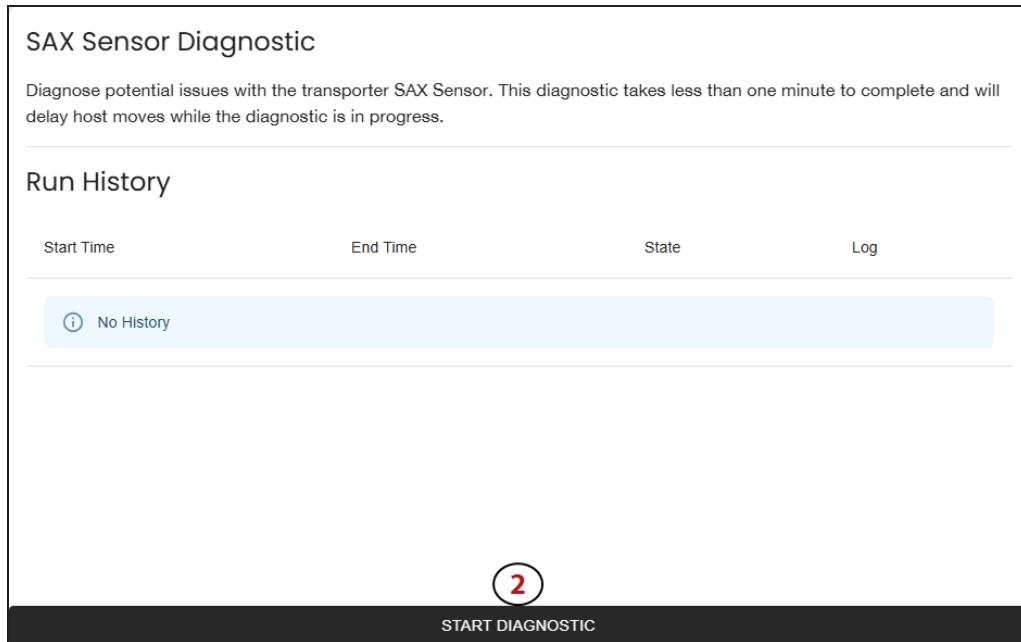 SAX Sensor Diagnostic
Diagnose potential issues with the transporter SAX Sensor. This diagnostic takes less than one minute to complete and will
delay host moves while the diagnostic is in progress.
Run History
Start Time End Time State Log
No History
2
START DIAGNOSTIC